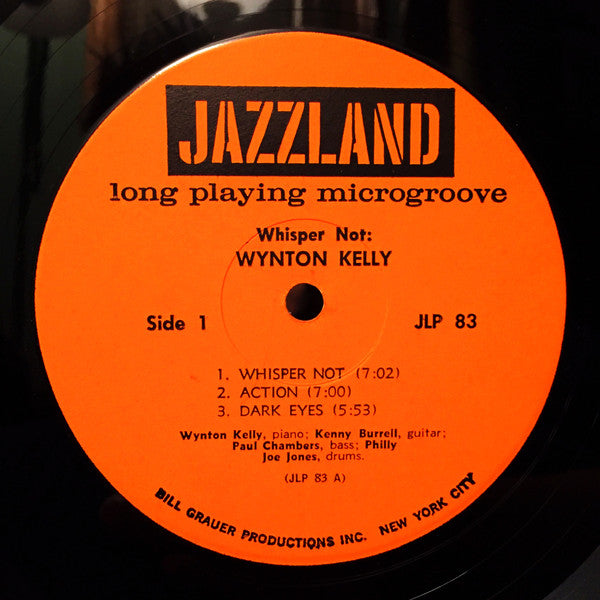 JAZZLAND
long playing microgroove
Whisper Not:
WYNTON KELLY
Side 1
JLP 83
1. WHISPER NOT (7:02)
2. ACTION (7:00)
3. DARK EYES (5:53)
Wynton Kelly, piano; Kenny Burrell, guitar;
Paul Chambers, bass; Philly
Joe Jones, drums.
(JLP 83 A)
BILL GRAUER PRODUCTIONS INC. NEW YORK CITY